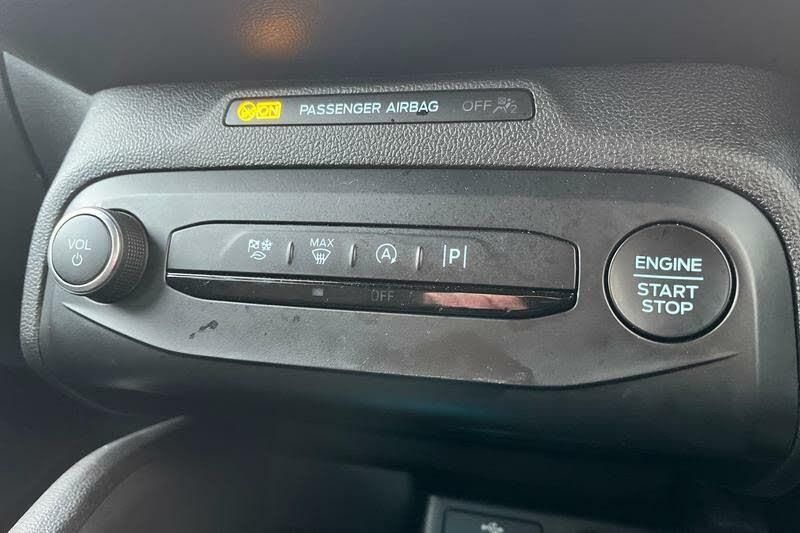 ON PASSENGER AIRBAG OFF
VOL
MAX
A
P
OFF
ENGINE
START
STOP